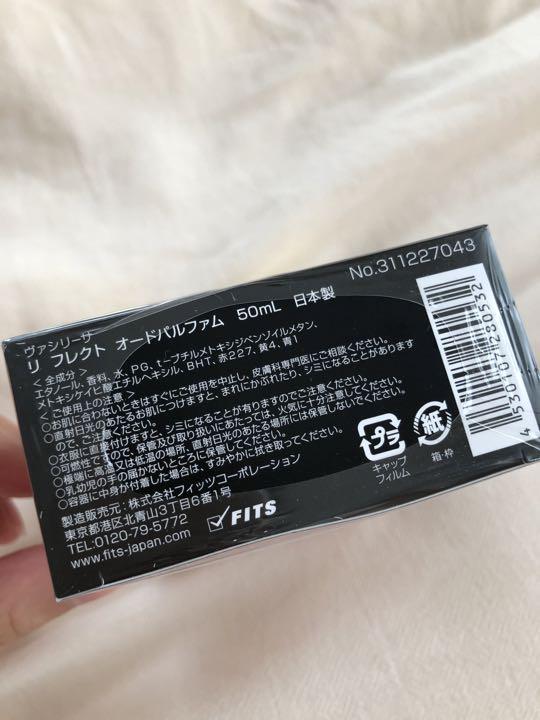 No.311227043
ヴァシリーサ
リ フレクト オードパルファム 50mL 日本製
<全成分>
エタノール、香料、水、PG、t-ブチルメトキシジベンゾイルメタン、
メトキシケイヒ酸エチルヘキシル、BHT、赤227、黄4、青1
<ご使用上の注意>
●お肌に合わないときはすぐにご使用を中止し、皮膚科専門医にご相談ください。
●直射日光のあたるお肌につけますと、まれにかぶれたり、シミになることがあります
のでご注意ください。
●衣服に直接付けますと、シミになることが有りますのでご注意ください。
●可燃性ですので、保管及び取り扱いにあたっては、火気に十分注意してください。
●極端に高温又は低温の場所、直射日光のあたる場所には保管しないでください。
●乳幼児の手の届かないところに保管してください。
●容器に中身が付着した場合は、すみやかに拭き取ってください。
製造販売元:株式会社フィッツコーポレーション
東京都港区北青山3丁目6番1号
TEL:0120-79-5772
www.fits-japan.com
FITS
プラ
キャップ
フィルム
紙
箱・枠
4 530107 280532